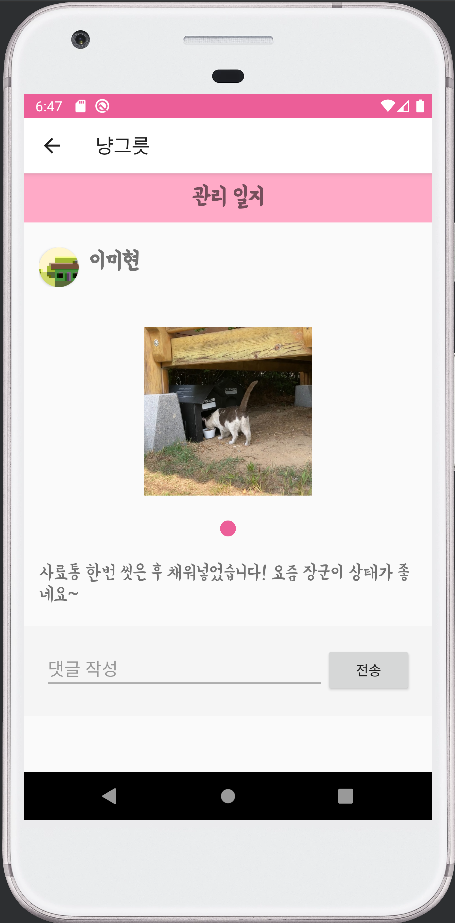 6:47
냥그릇
관리 일지
이미현
사료통 한번 씻은 후 채워넣었습니다! 요즘 장군이 상태가 좋
네요~
댓글 작성
전송